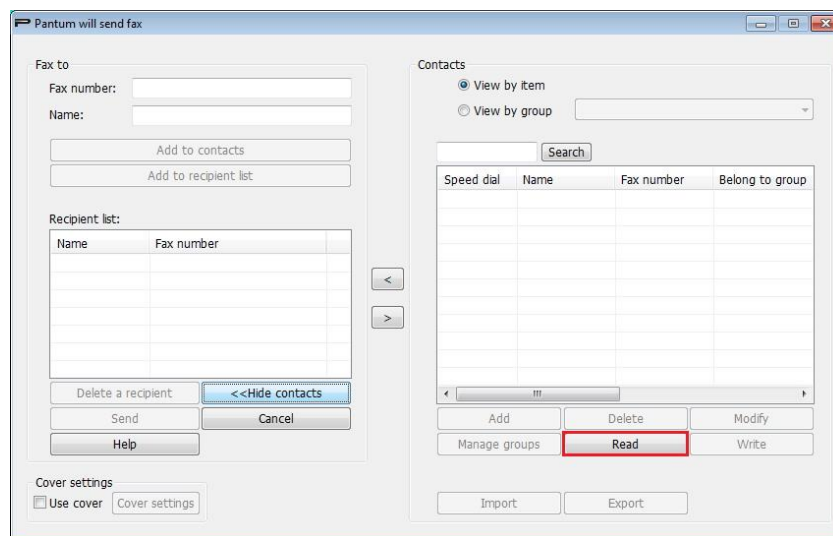 Pantum will send fax
Fax to
Fax number:
Name:
Add to contacts
Add to recipient list
Recipient list:
Name Fax number
Delete a recipient <<Hide contacts
Send Cancel
Help
Cover settings
Use cover Cover settings
Contacts
View by item
View by group
Search
Speed dial Name Fax number Belong to group
<
>
Add Delete Modify
Manage groups Read Write
Import Export